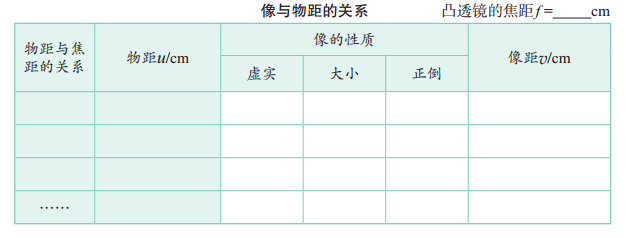 像与物距的关系 凸透镜的焦距f=_____cm
物距与焦
距的关系
物距u/cm
像的性质
虚实
大小
正倒
像距v/cm
……